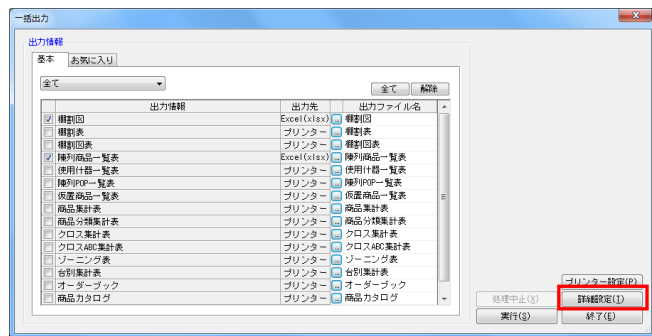 一括出力
出力情報
基本 お気に入り
全て 全て 解除
出力情報 出力先 出力ファイル名
棚割図 Excel(xlsx) ... 棚割図
棚割表 プリンター ... 棚割表
棚割図表 プリンター ... 棚割図表
陳列商品一覧表 Excel(xlsx) ... 陳列商品一覧表
使用什器一覧表 プリンター ... 使用什器一覧表
陳列POP一覧表 プリンター ... 陳列POP一覧表
仮置商品一覧表 プリンター ... 仮置商品一覧表
商品集計表 プリンター ... 商品集計表
商品分類集計表 プリンター ... 商品分類集計表
クロス集計表 プリンター ... クロス集計表
クロスABC集計表 プリンター ... クロスABC集計表
ゾーニング表 プリンター ... ゾーニング表
台別集計表 プリンター ... 台別集計表
オーダーブック プリンター ... オーダーブック
商品カタログ プリンター ... 商品カタログ
プリンター設定(P)
処理中止(X) 詳細設定(T)
実行(S) 終了(E)